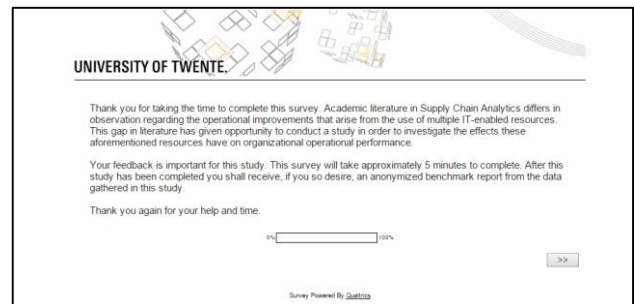 UNIVERSITY OF TWENTE.
Thank you for taking the time to complete this survey. Academic literature in Supply Chain Analytics differs in
observation regarding the operational improvements that arise from the use of multiple IT-enabled resources.
This gap in literature has given opportunity to conduct a study in order to investigate the effects these
aforementioned resources have on organizational operational performance.
Your feedback is important for this study. This survey will take approximately 5 minutes to complete. After this
study has been completed you shall receive, if you so desire, an anonymized benchmark report from the data
gathered in this study.
Thank you again for your help and time.
0% 100%
>>
Survey Powered By Qualtrics